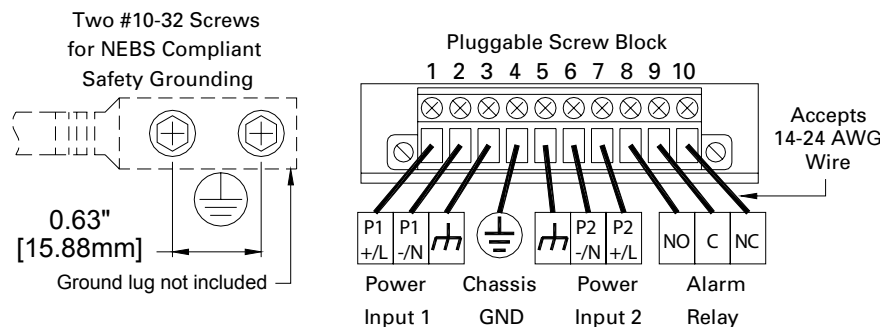 Two #10-32 Screws
for NEBS Compliant
Safety Grounding
0.63"
[15.88mm]
Ground lug not included
Pluggable Screw Block
1 2 3 4 5 6 7 8 9 10
Accepts
14-24 AWG
Wire
P1 P1 P2 P2
+/L -/N -/N +/L NO C NC
Power Chassis Power Alarm
Input 1 GND Input 2 Relay